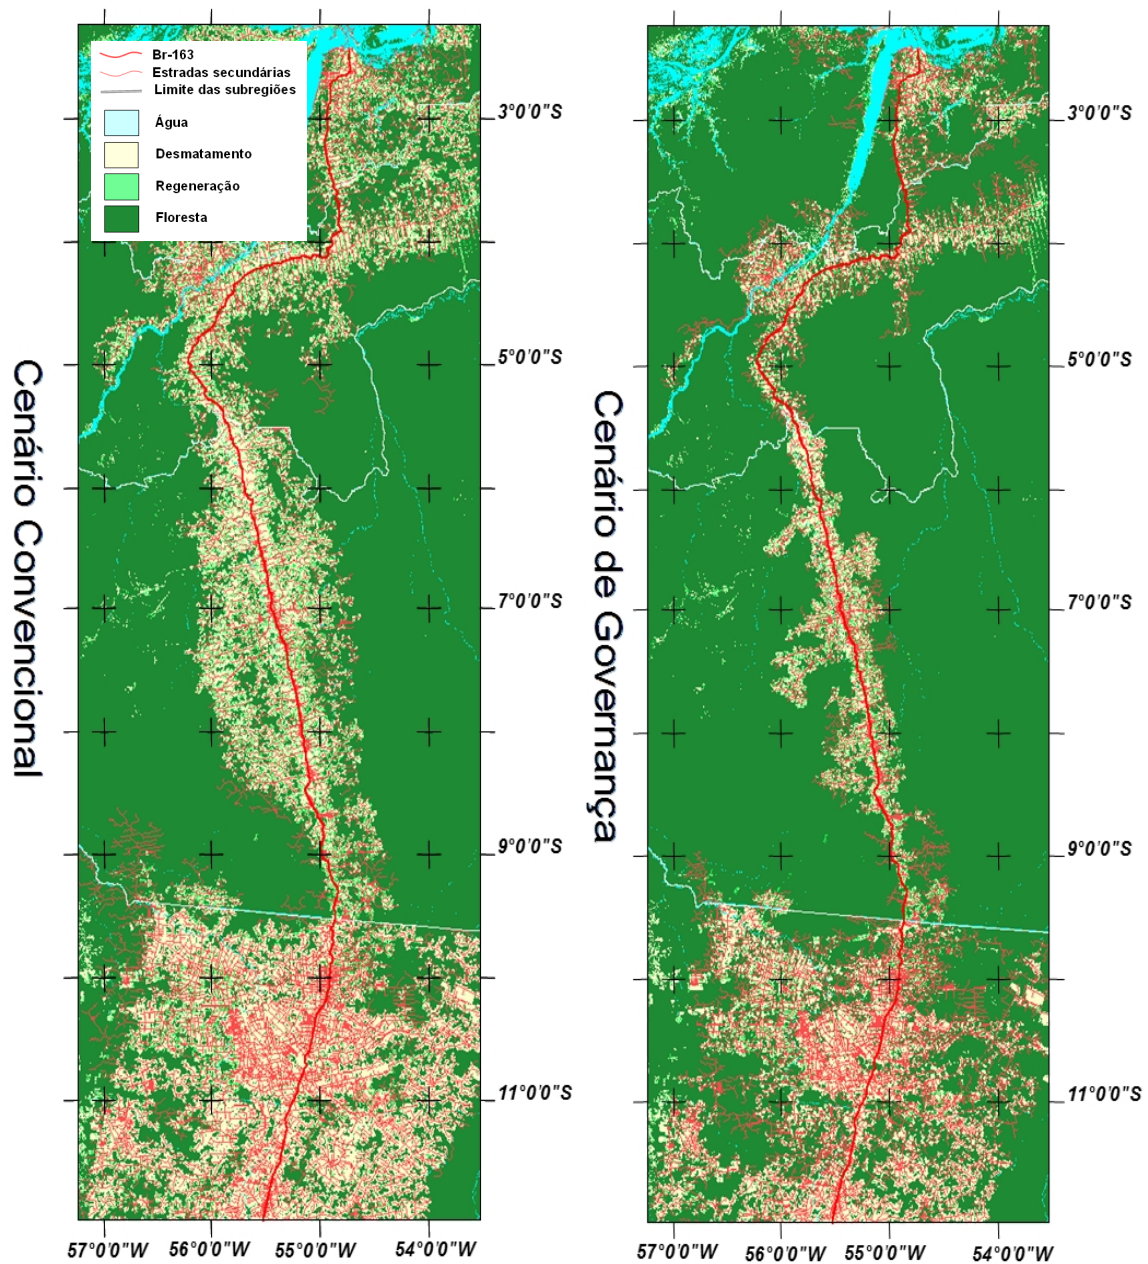 Br-163
Estradas secundárias
Limite das subregiões
Água
Desmatamento
Regeneração
Floresta
Cenário Convencional
3°0'0"S
5°0'0"S
7°0'0"S
9°0'0"S
11°0'0"S
57°0'0"W
56°0'0"W
55°0'0"W
54°0'0"W
Cenário de Governança
3°0'0"S
5°0'0"S
7°0'0"S
9°0'0"S
11°0'0"S
57°0'0"W
56°0'0"W
55°0'0"W
54°0'0"W